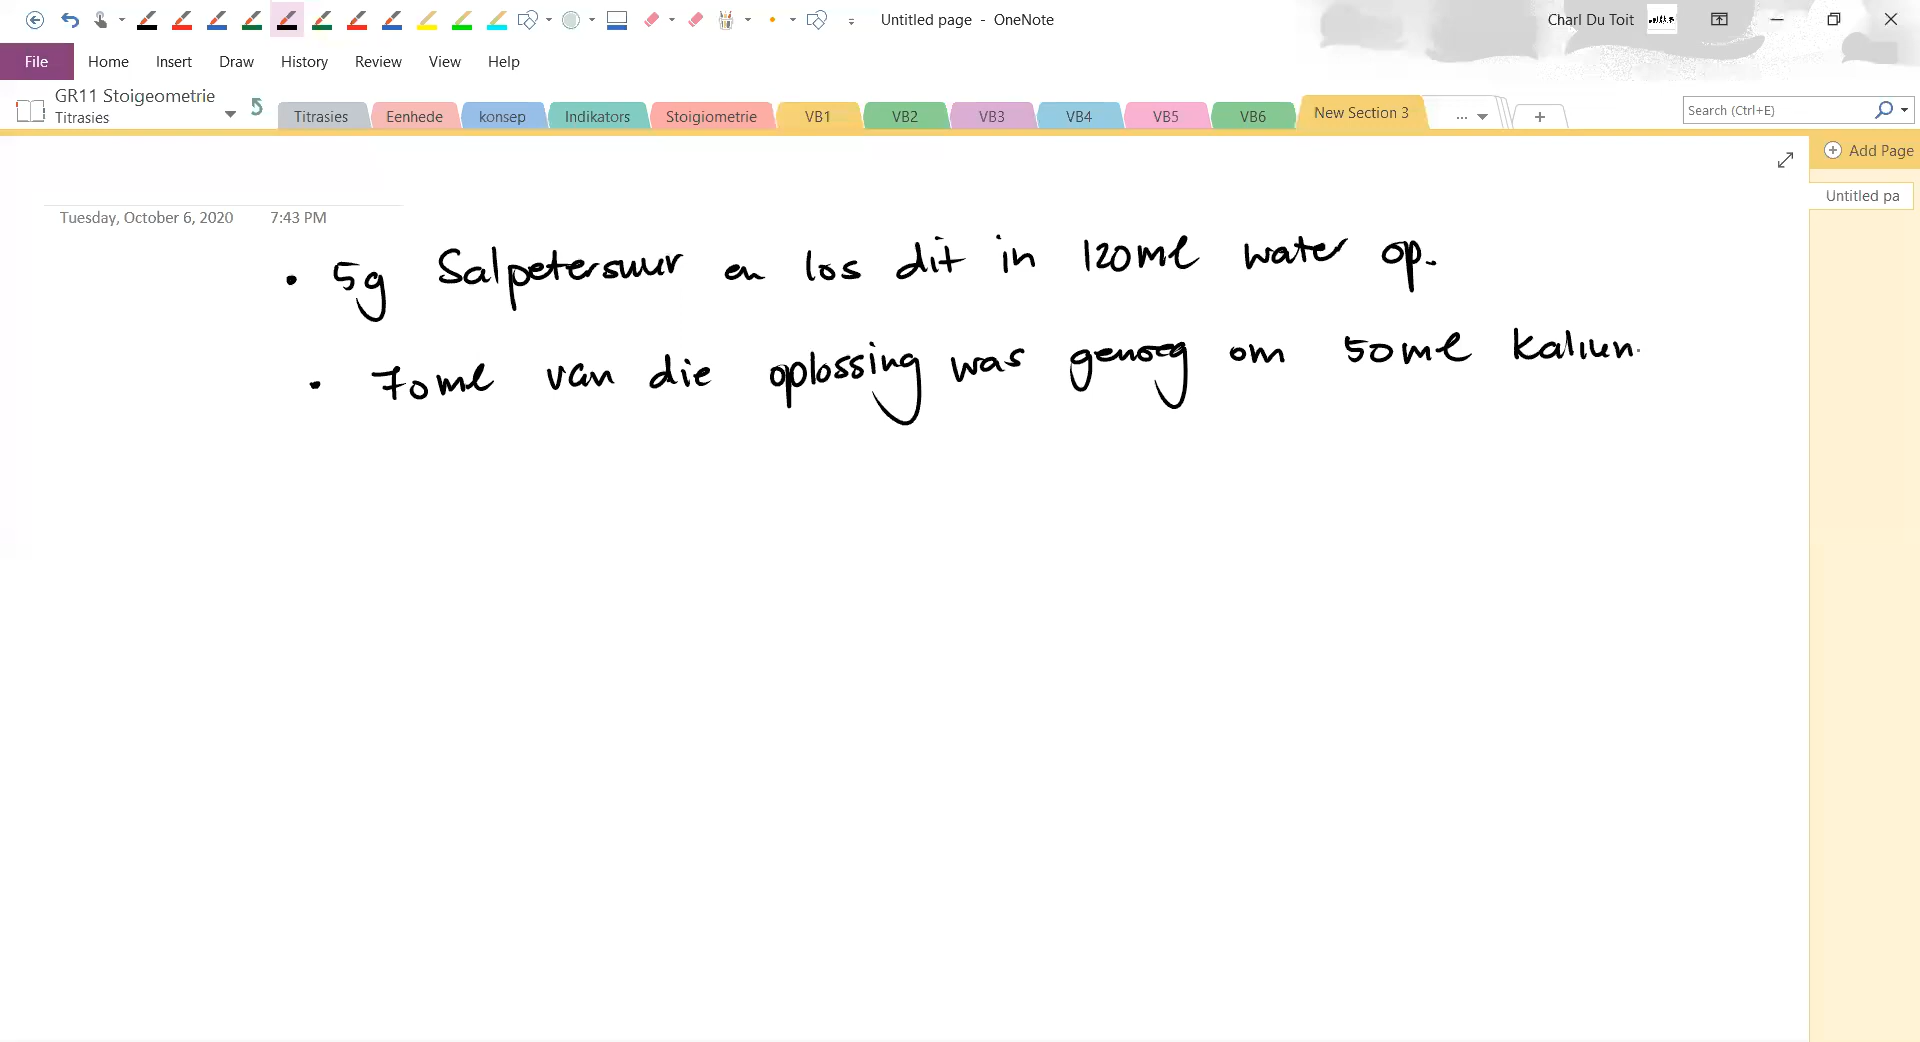 Untitled page - OneNote
Charl Du Toit
File Home Insert Draw History Review View Help
GR11 Stoigeometrie
Titrasies
Titrasies Eenhede konsep Indikators Stoigiometrie VB1 VB2 VB3 VB4 VB5 VB6 New Section 3 ... +
Search (Ctrl+E)
Add Page
Untitled pa
Tuesday, October 6, 2020 7:43 PM
• 5g Salpetersuur en los dit in 120ml water op.
• 70ml van die oplossing was genoeg om 50ml kaliun